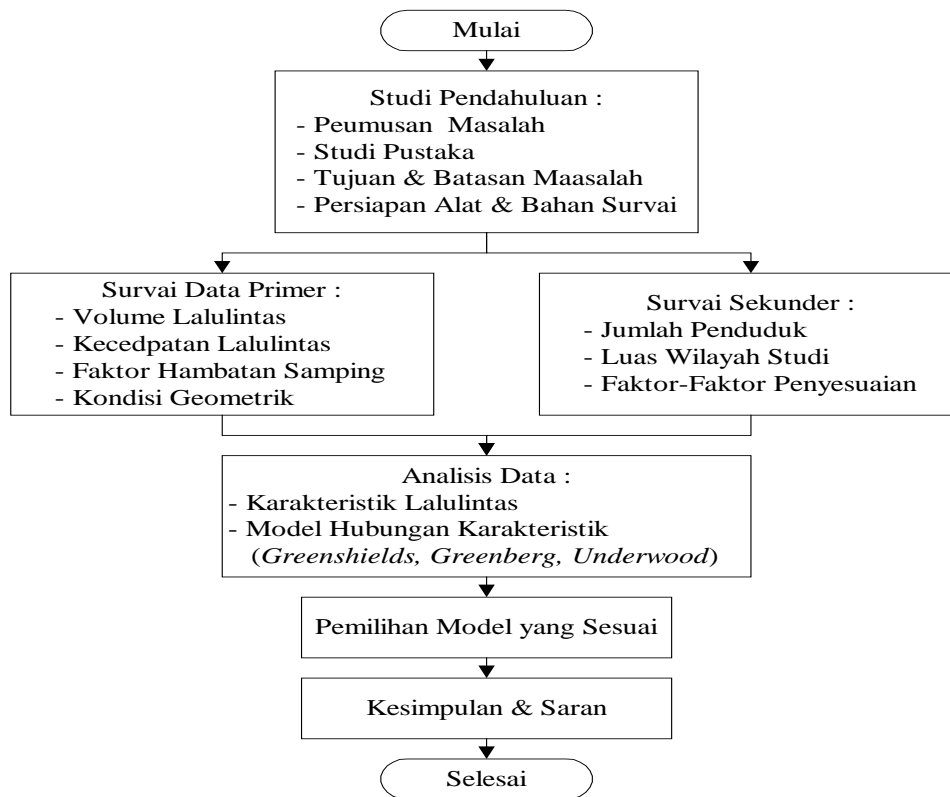 Mulai
Studi Pendahuluan :
- Peumusan Masalah
- Studi Pustaka
- Tujuan & Batasan Maasalah
- Persiapan Alat & Bahan Survai
Survai Data Primer :
- Volume Lalulintas
- Kecedpatan Lalulintas
- Faktor Hambatan Samping
- Kondisi Geometrik
Survai Sekunder :
- Jumlah Penduduk
- Luas Wilayah Studi
- Faktor-Faktor Penyesuaian
Analisis Data :
- Karakteristik Lalulintas
- Model Hubungan Karakteristik
(Greenshields, Greenberg, Underwood)
Pemilihan Model yang Sesuai
Kesimpulan & Saran
Selesai